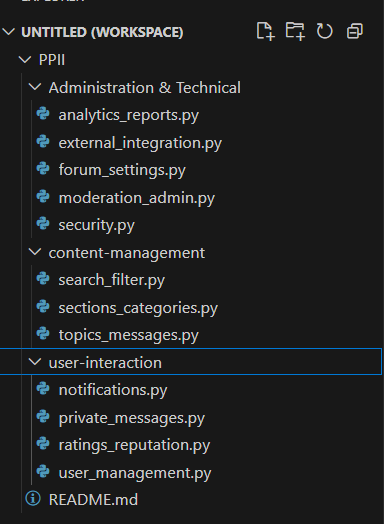 UNTITLED (WORKSPACE)
PPII
Administration & Technical
analytics_reports.py
external_integration.py
forum_settings.py
moderation_admin.py
security.py
content-management
search_filter.py
sections_categories.py
topics_messages.py
user-interaction
notifications.py
private_messages.py
ratings_reputation.py
user_management.py
README.md